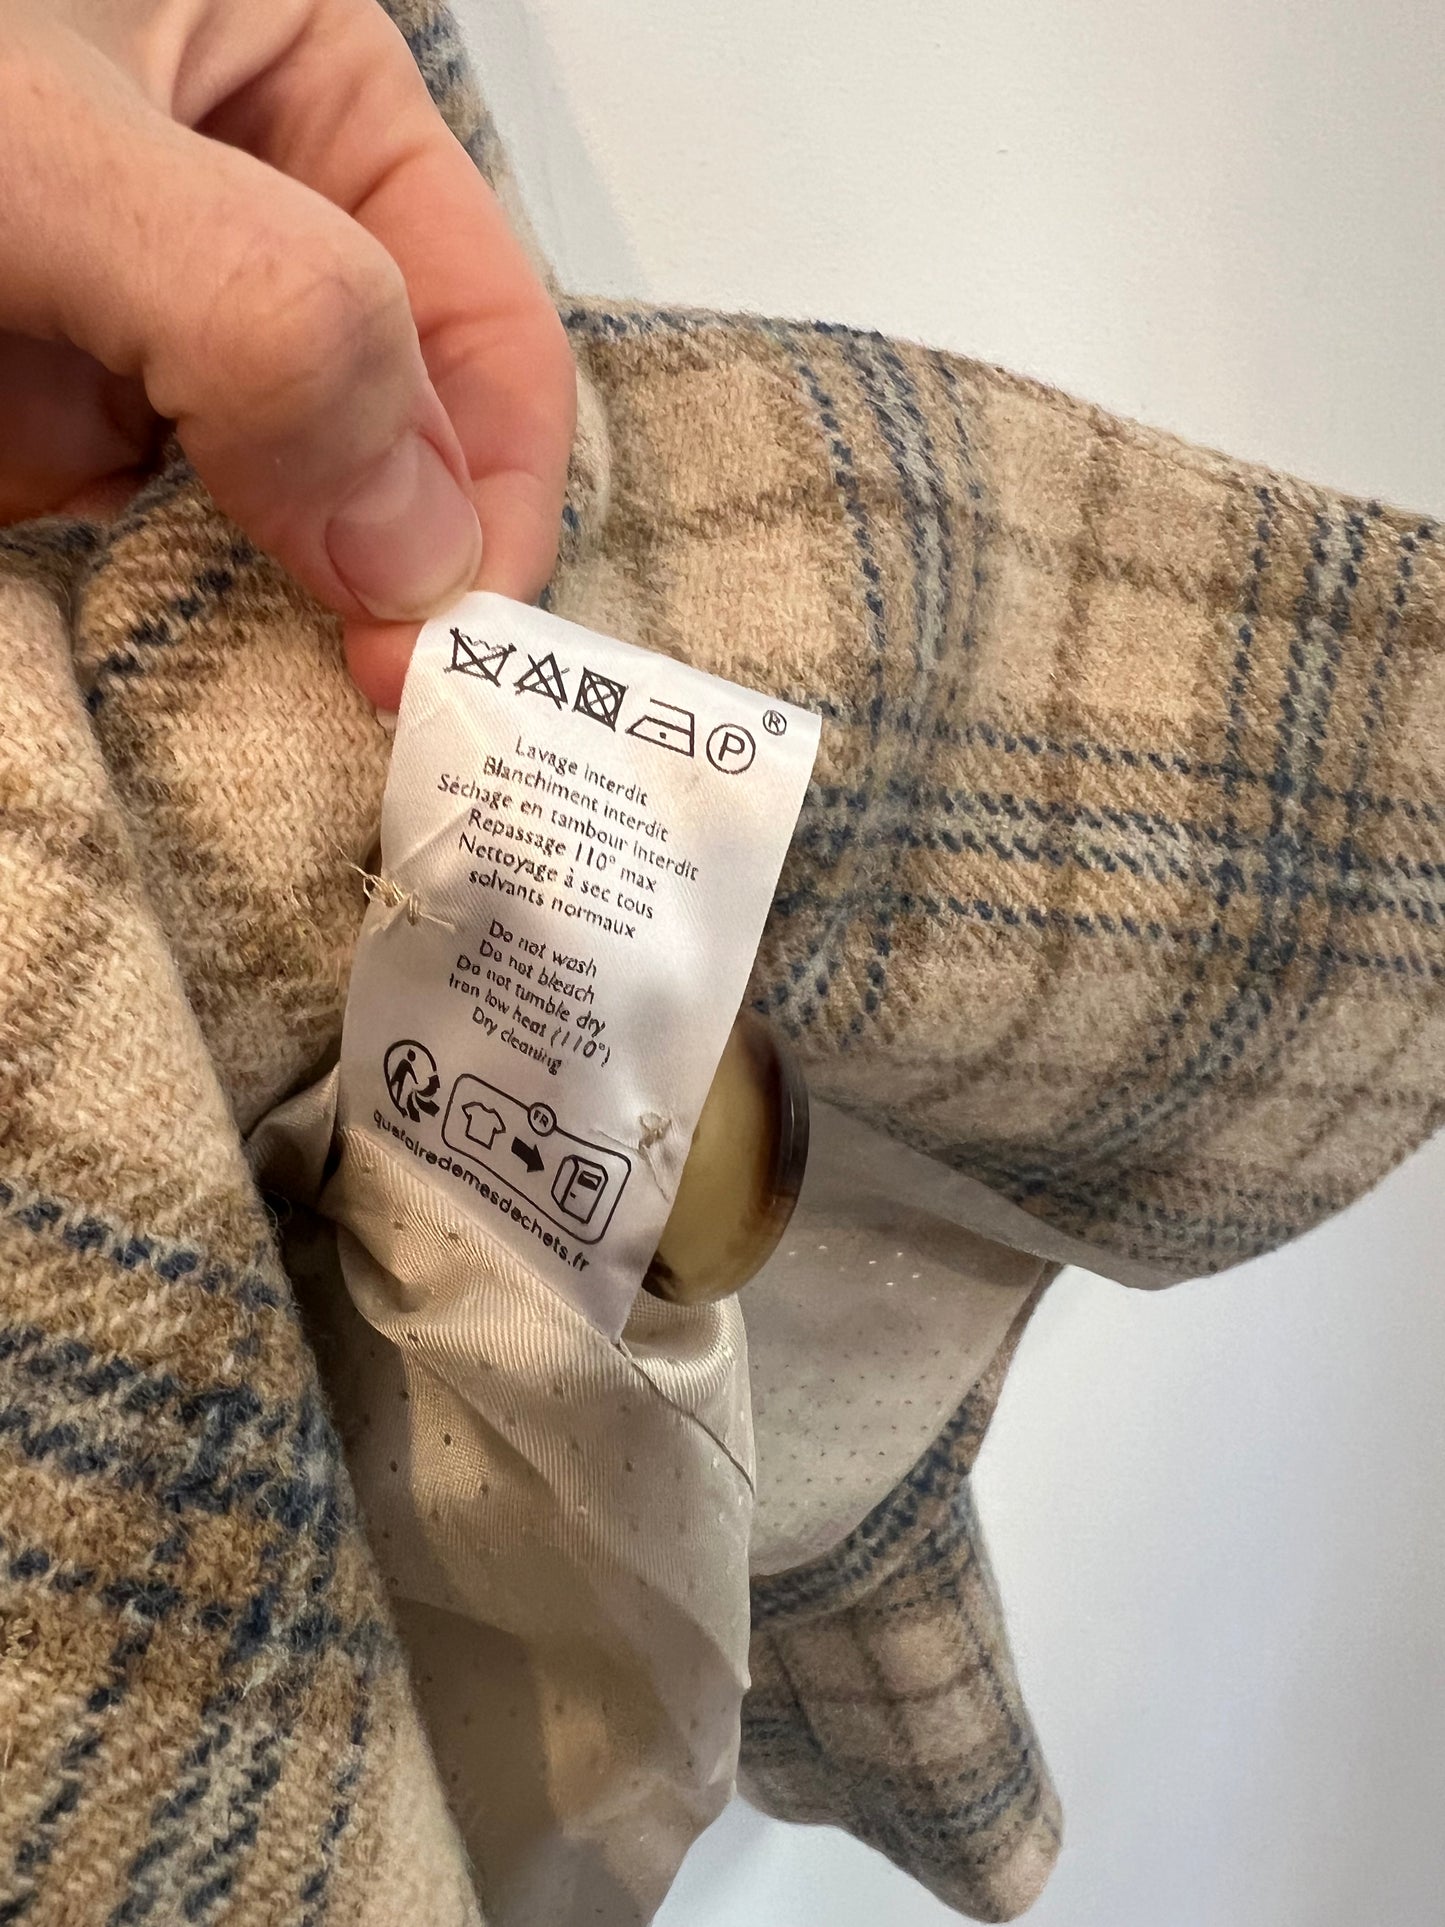 P ®
Lavage interdit
Blanchiment interdit
Séchage en tambour interdit
Repassage 110° max
Nettoyage à sec tous
solvants normaux
Do not wash
Do not bleach
Do not tumble dry
Iron low heat (110°)
Dry cleaning
FR
quefairedemesdechets.fr